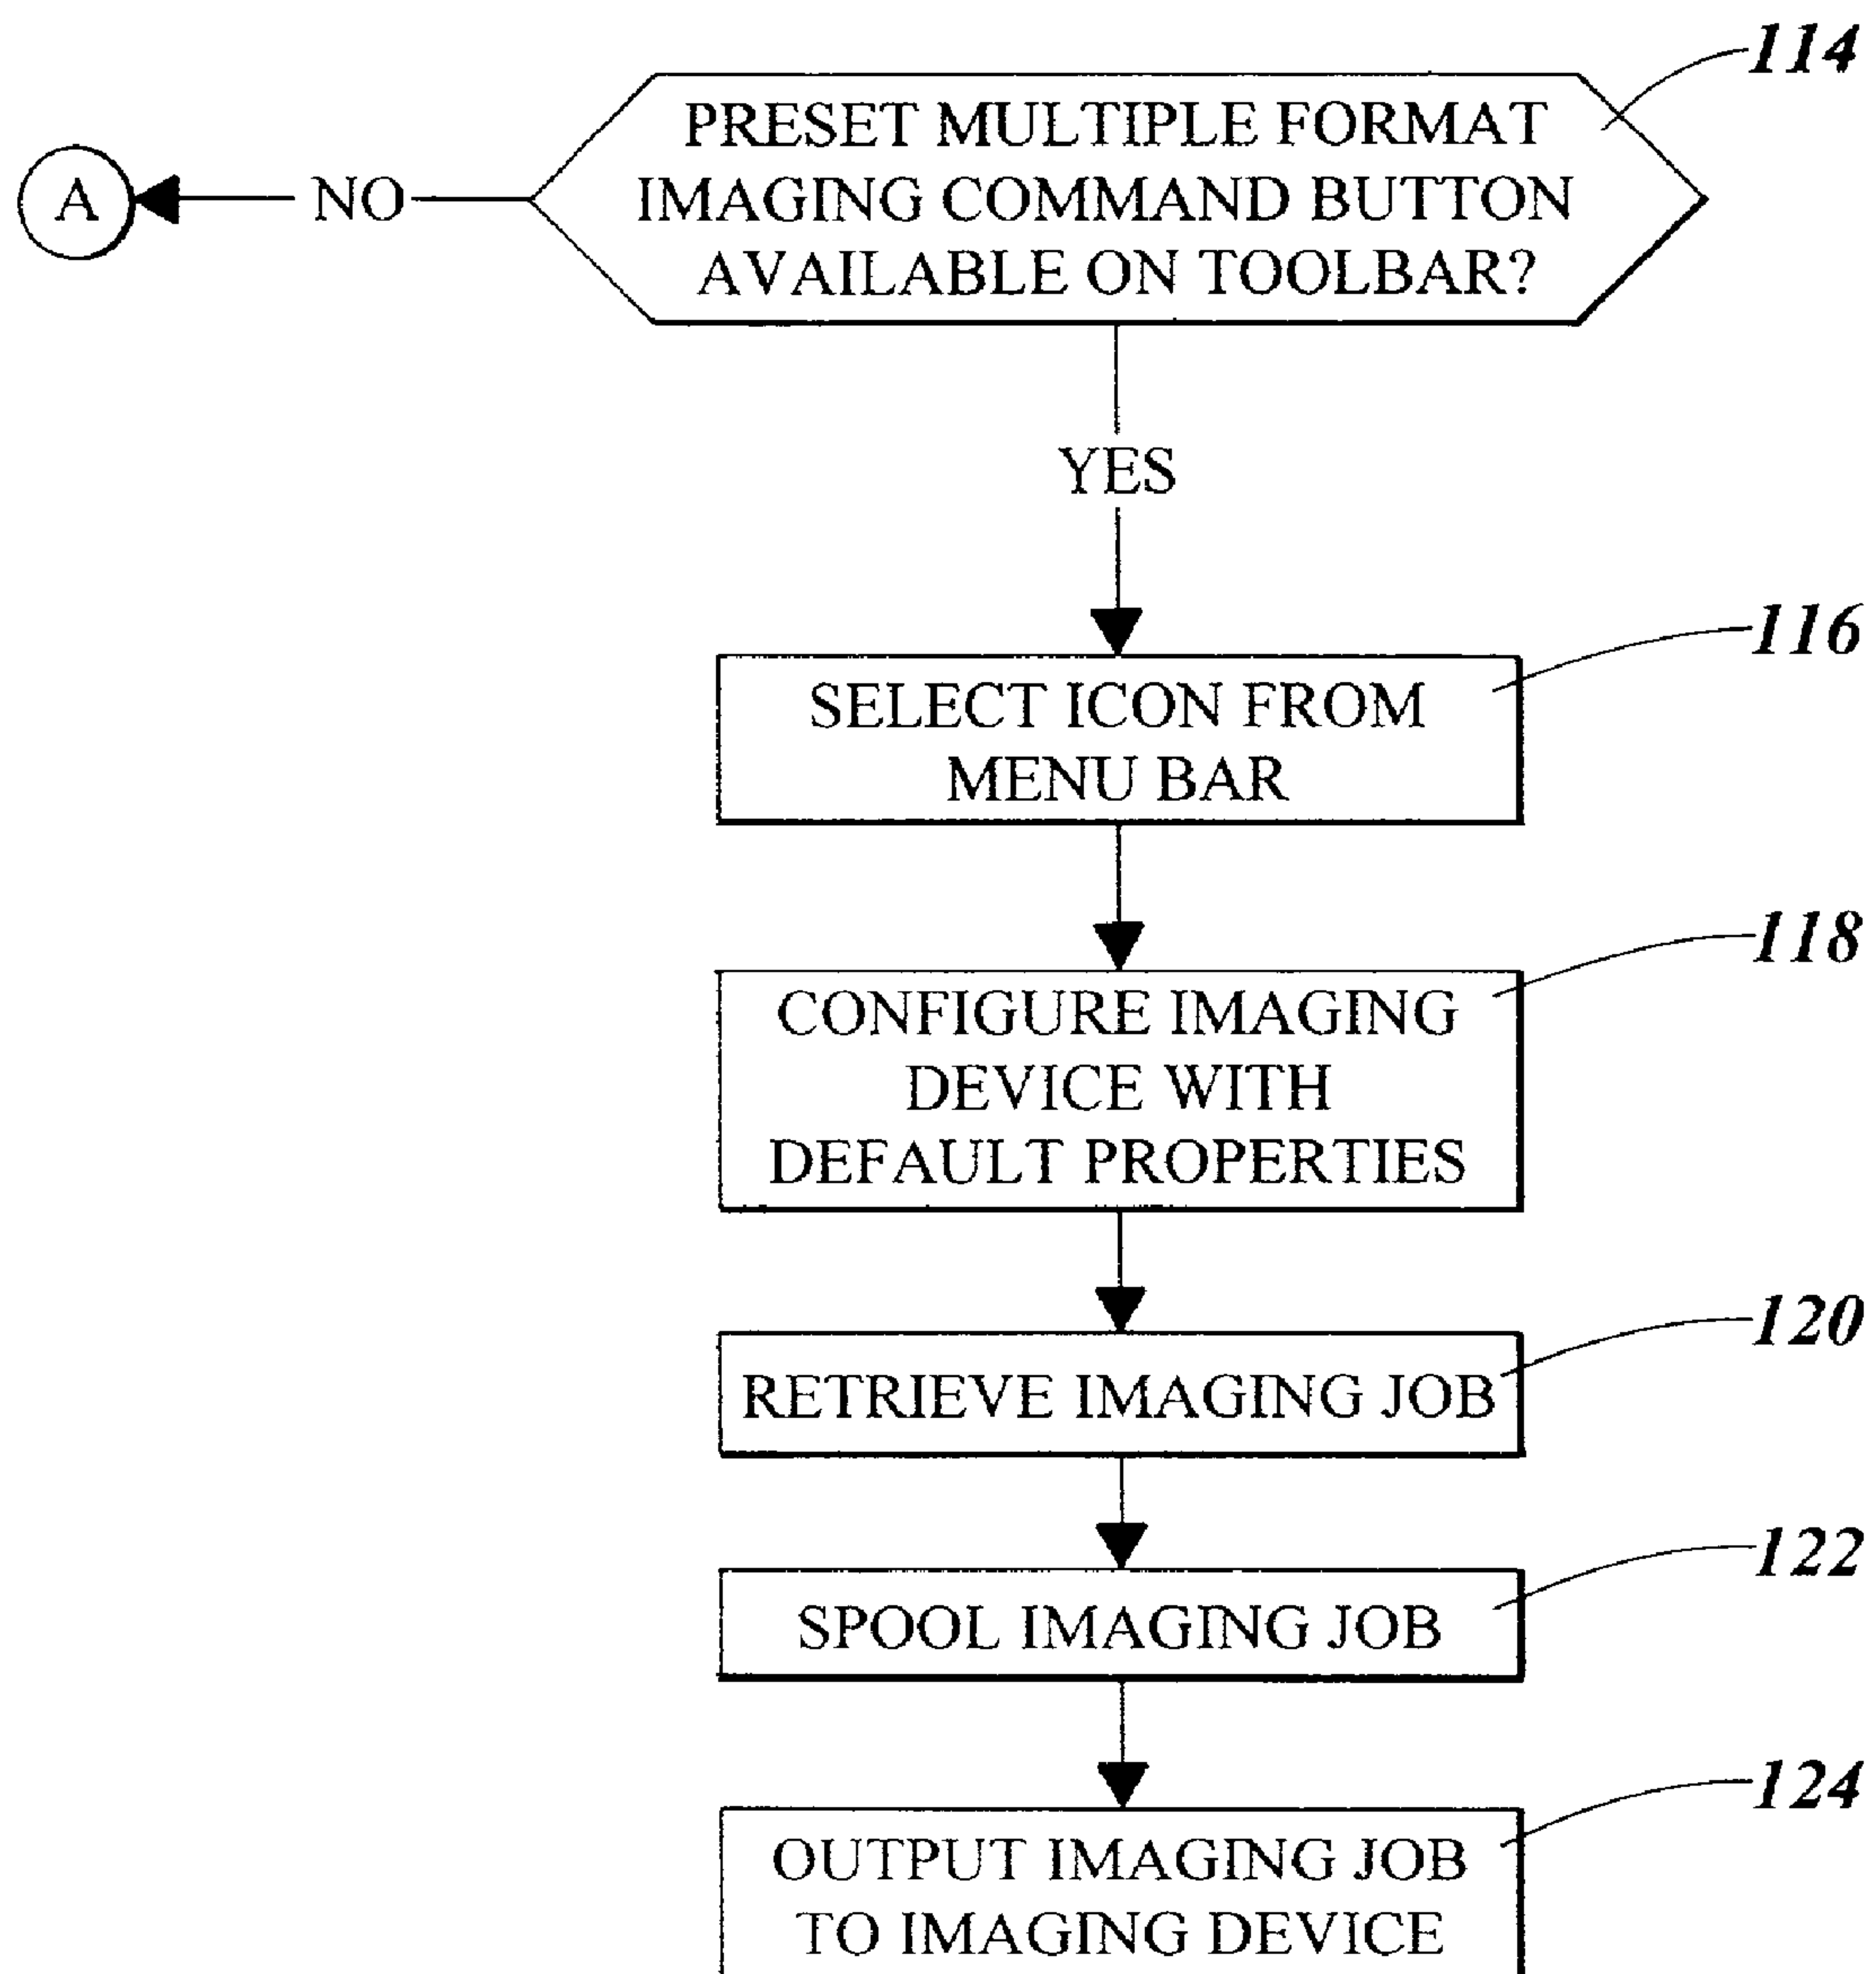 114
PRESET MULTIPLE FORMAT
IMAGING COMMAND BUTTON
AVAILABLE ON TOOLBAR?
A
NO
YES
116
SELECT ICON FROM
MENU BAR
118
CONFIGURE IMAGING
DEVICE WITH
DEFAULT PROPERTIES
120
RETRIEVE IMAGING JOB
122
SPOOL IMAGING JOB
124
OUTPUT IMAGING JOB
TO IMAGING DEVICE